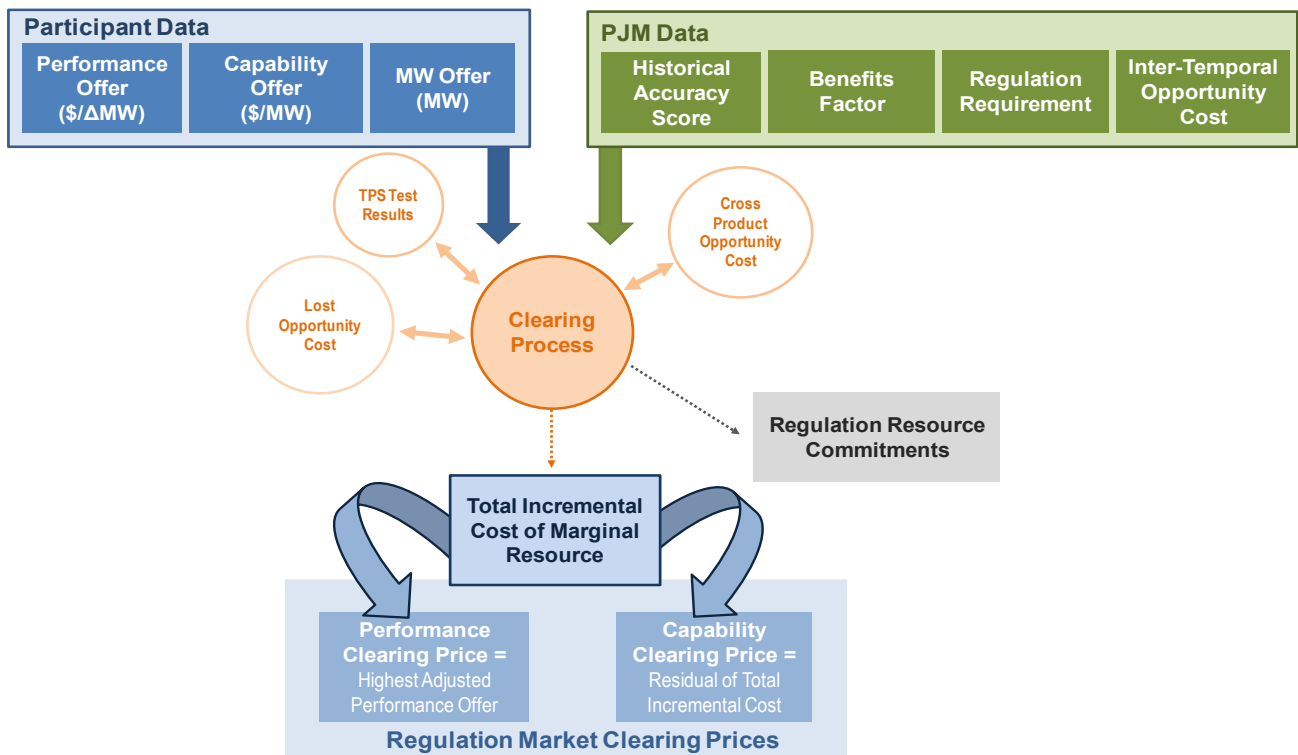 Participant Data
Performance
Offer
($/ΔMW)
Capability
Offer
($/MW)
MW Offer
(MW)
PJM Data
Historical
Accuracy
Score
Benefits
Factor
Regulation
Requirement
Inter-Temporal
Opportunity
Cost
TPS Test
Results
Cross
Product
Opportunity
Cost
Lost
Opportunity
Cost
Clearing
Process
Regulation Resource
Commitments
Total Incremental
Cost of Marginal
Resource
Performance
Clearing Price =
Highest Adjusted
Performance Offer
Capability
Clearing Price =
Residual of Total
Incremental Cost
Regulation Market Clearing Prices